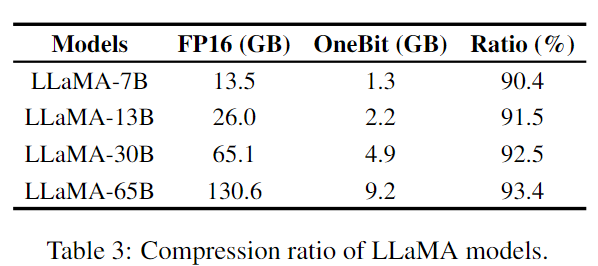 Models FP16 (GB) OneBit (GB) Ratio (%)
LLaMA-7B 13.5 1.3 90.4
LLaMA-13B 26.0 2.2 91.5
LLaMA-30B 65.1 4.9 92.5
LLaMA-65B 130.6 9.2 93.4
Table 3: Compression ratio of LLaMA models.